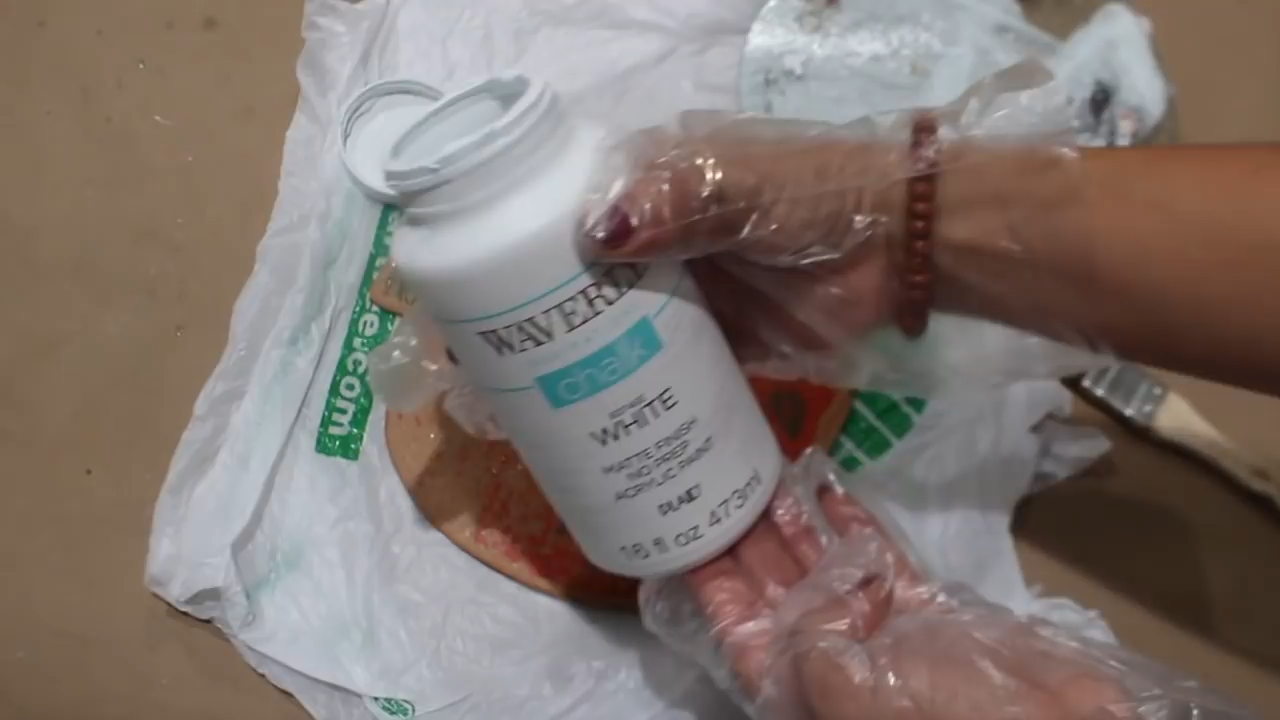 WAVERL
chalk
WHITE
MATTE FINISH
NO PREP
ACRYLIC PAINT
PLAID
16 fl oz 473ml
e.com